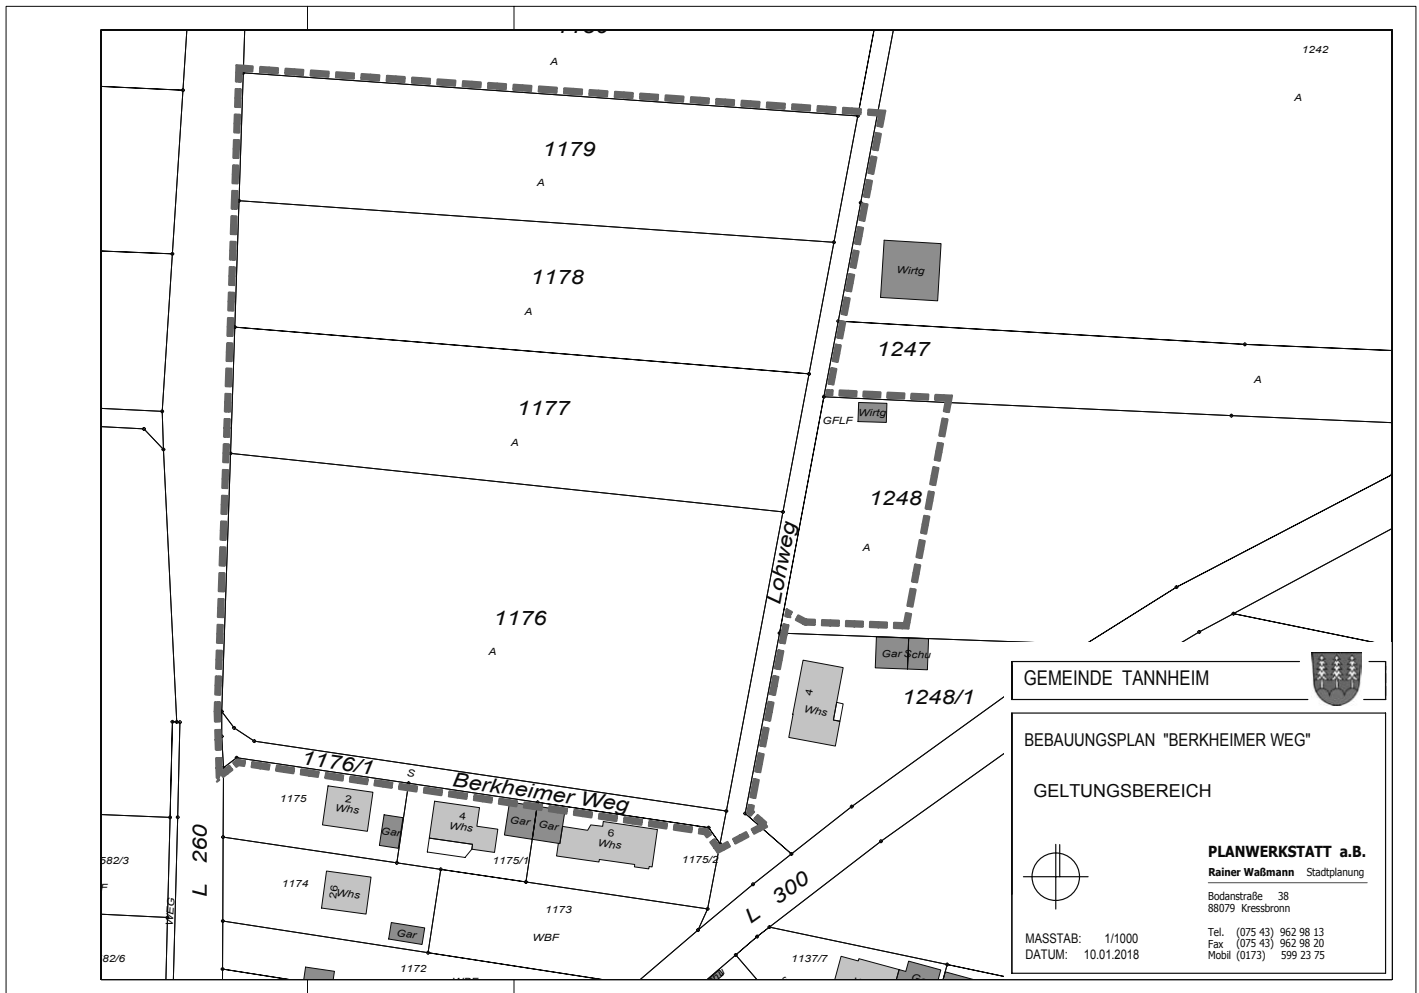 1242
A
A
1179
A
1178
A
Wirtg
1247
A
1177
A
Wirtg
GFLF
1248
A
Lohweg
1176
A
Gar
Schu
4
Whs
1248/1
1176/1
S
Berkheimer Weg
1175
2
Whs
Gar
4
Whs
Gar
Gar
6
Whs
1175/1
1175/2
L 260
582/3
1174
26
Whs
WEG
1173
WBF
Gar
L 300
82/6
1172
1137/7
GEMEINDE TANNHEIM
BEBAUUNGSPLAN "BERKHEIMER WEG"
GELTUNGSBEREICH
PLANWERKSTATT a.B.
Rainer Waßmann Stadtplanung
Bodanstraße 38
88079 Kressbronn
Tel. (075 43) 962 98 13
Fax (075 43) 962 98 20
Mobil (0173) 599 23 75
MASSTAB: 1/1000
DATUM: 10.01.2018